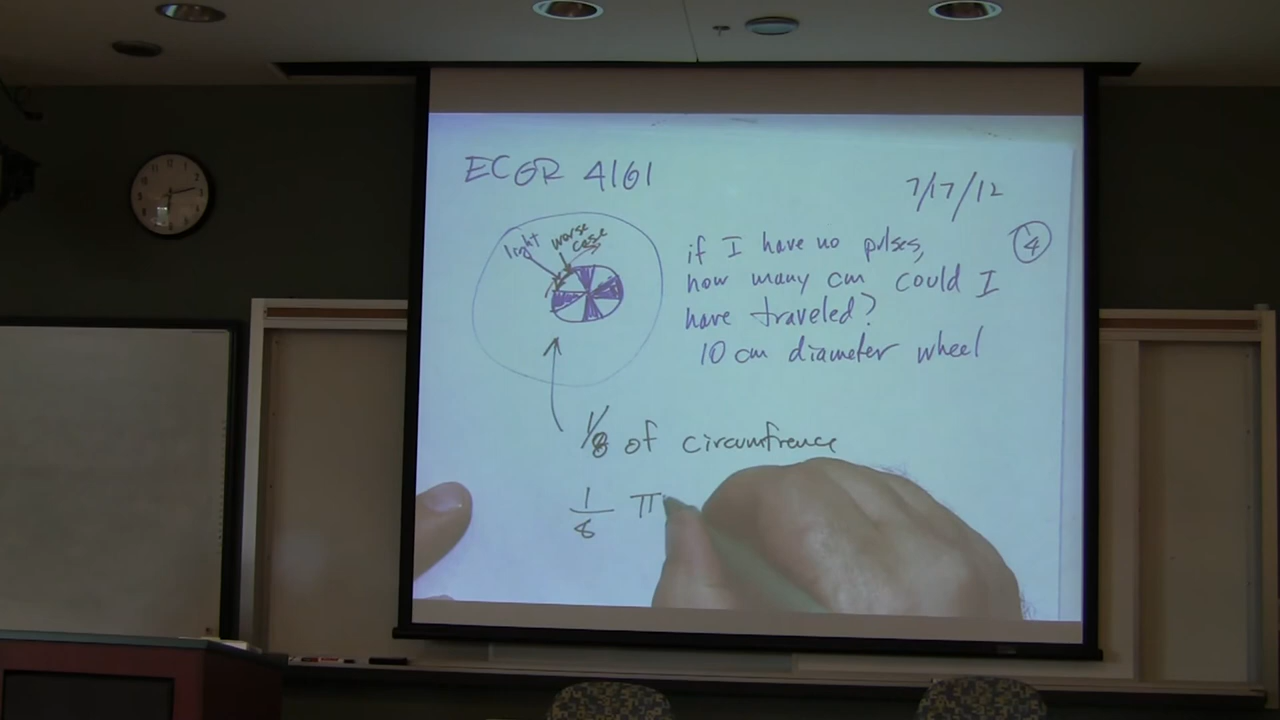 ECGR 4161
7/17/12
4
light
worse
case
if I have no pulses,
how many cm could I
have traveled?
10 cm diameter wheel
1/8 of circumfrence
1/8 π